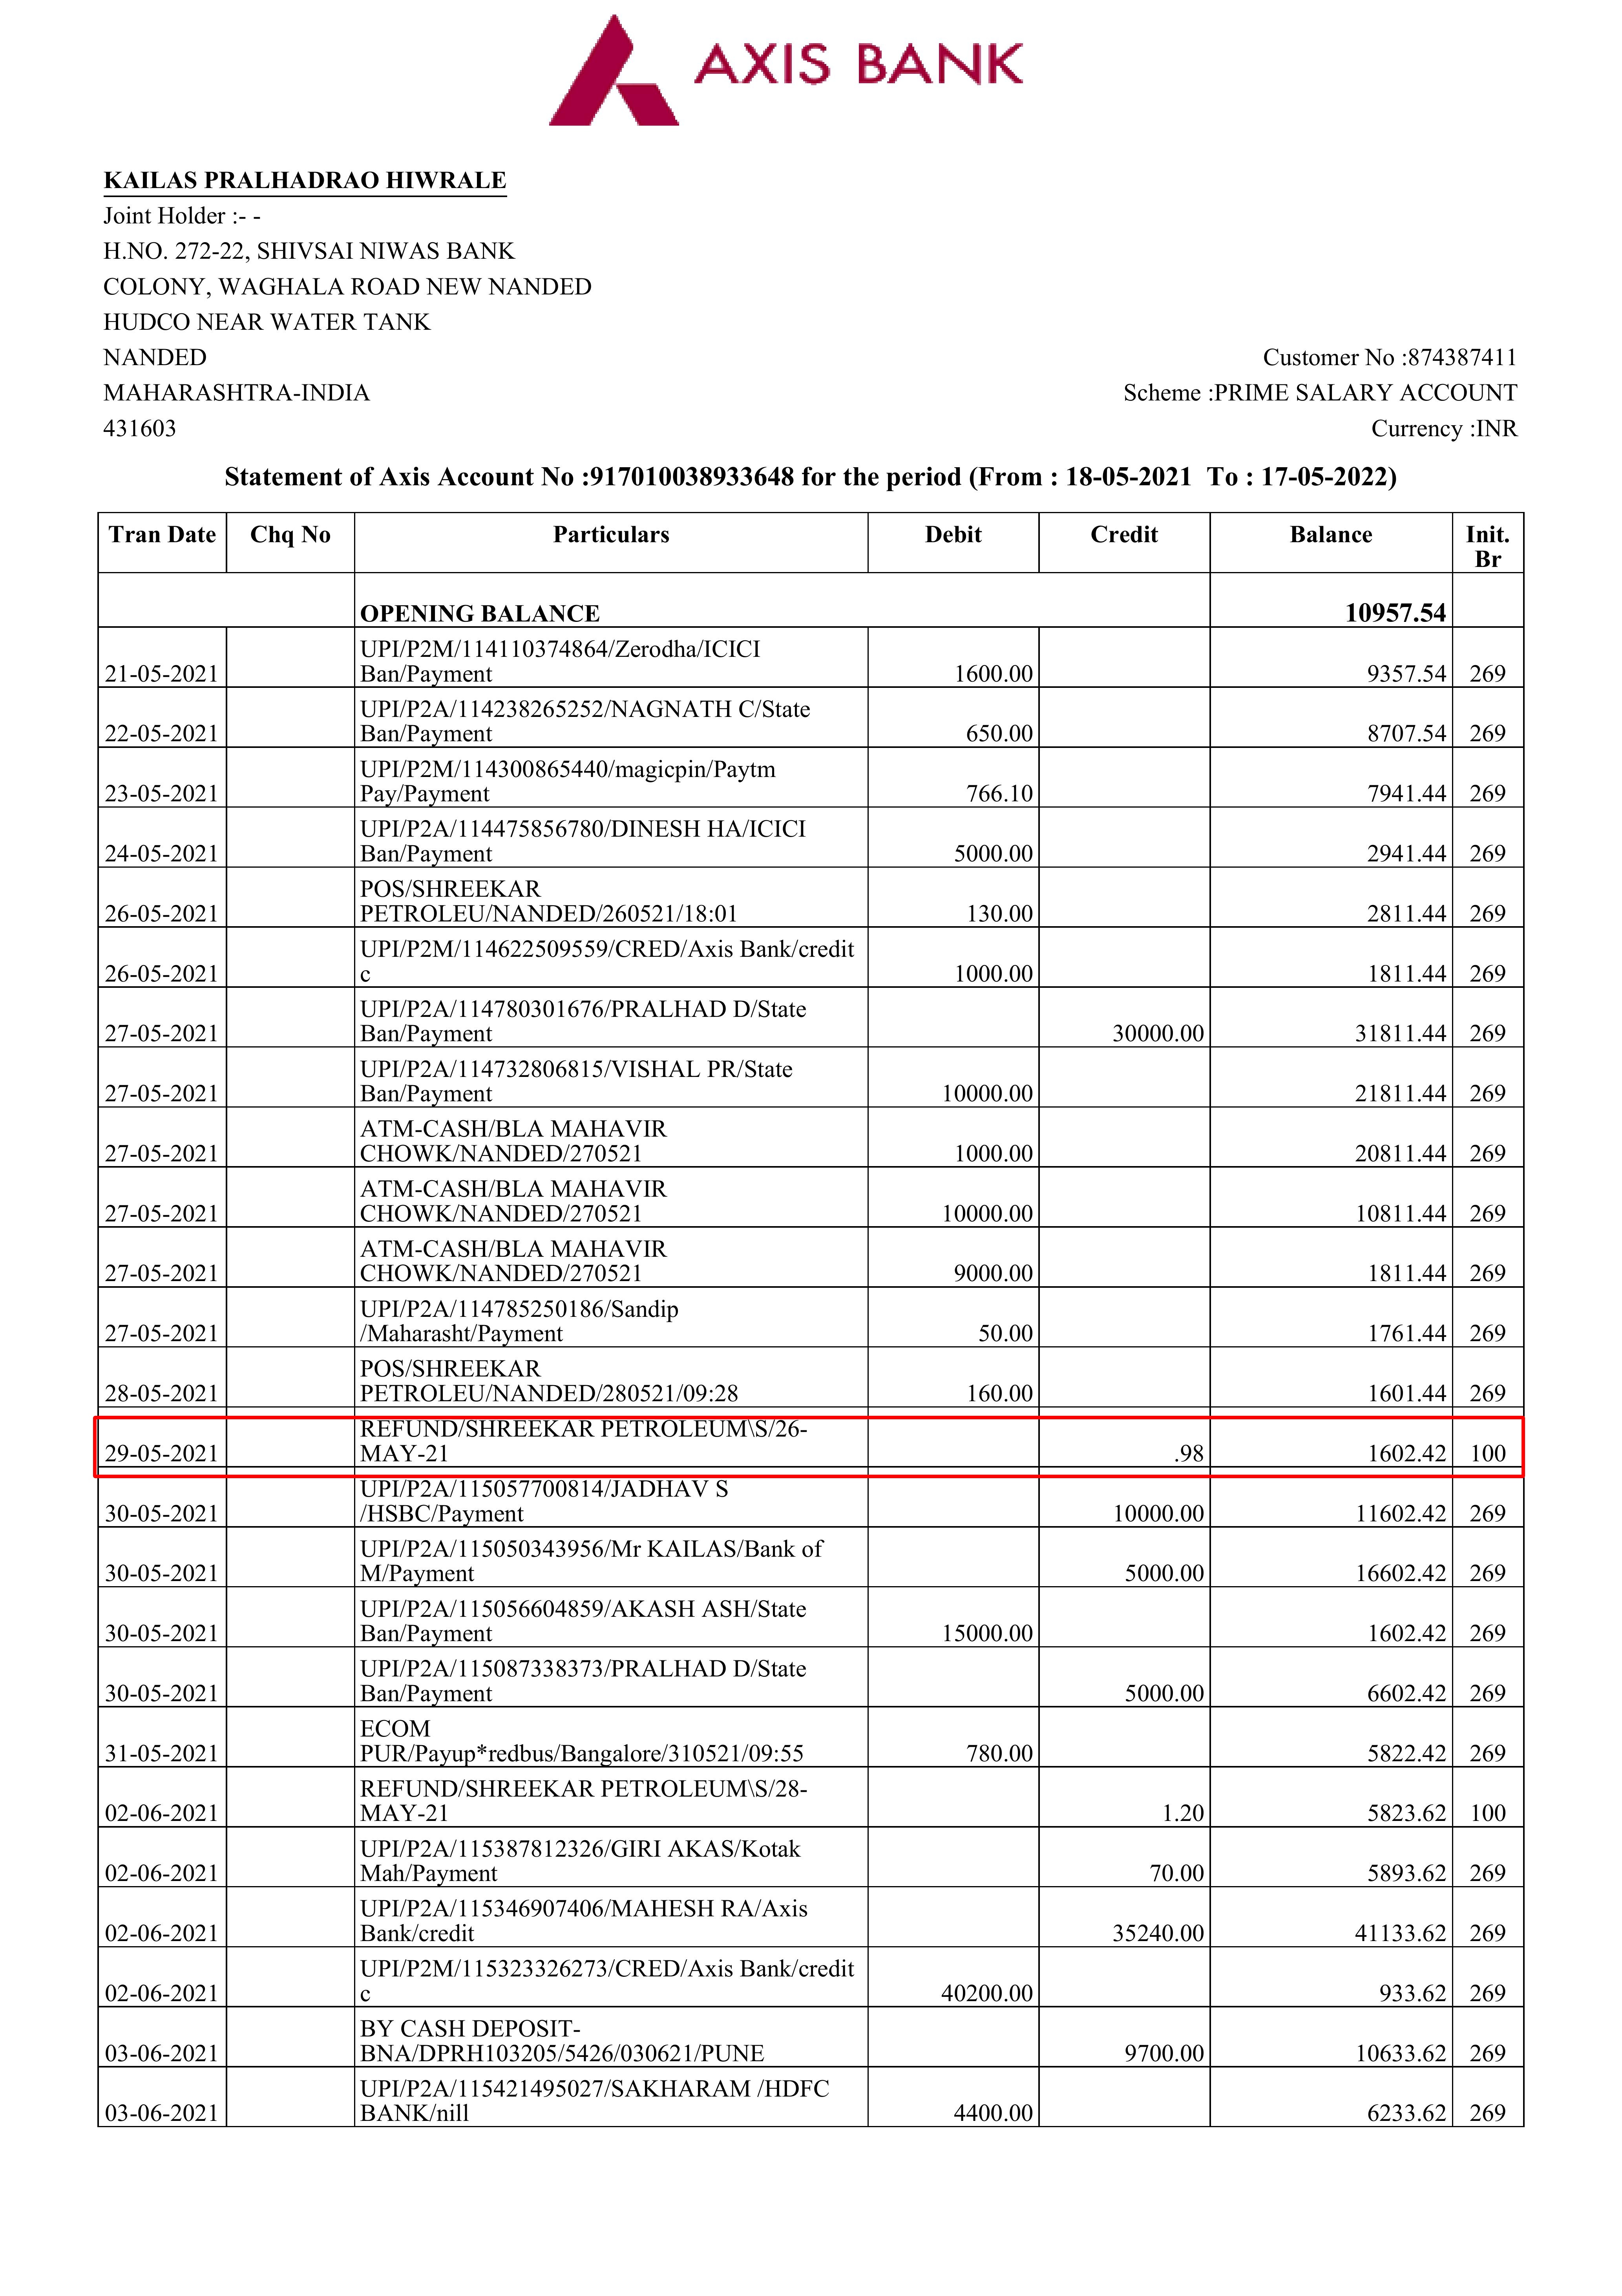 AXIS BANK
KAILAS PRALHADRAO HIWRALE
Joint Holder :- -
H.NO. 272-22, SHIVSAI NIWAS BANK
COLONY, WAGHALA ROAD NEW NANDED
HUDCO NEAR WATER TANK
NANDED
Customer No :874387411
MAHARASHTRA-INDIA
Scheme :PRIME SALARY ACCOUNT
431603
Currency :INR
Statement of Axis Account No :917010038933648 for the period (From : 18-05-2021 To : 17-05-2022)
Tran Date Chq No Particulars Debit Credit Balance Init.
Br
OPENING BALANCE 10957.54
UPI/P2M/114110374864/Zerodha/ICICI
21-05-2021 Ban/Payment 1600.00 9357.54 269
UPI/P2A/114238265252/NAGNATH C/State
22-05-2021 Ban/Payment 650.00 8707.54 269
UPI/P2M/114300865440/magicpin/Paytm
23-05-2021 Pay/Payment 766.10 7941.44 269
UPI/P2A/114475856780/DINESH HA/ICICI
24-05-2021 Ban/Payment 5000.00 2941.44 269
POS/SHREEKAR
26-05-2021 PETROLEU/NANDED/260521/18:01 130.00 2811.44 269
UPI/P2M/114622509559/CRED/Axis Bank/credit
26-05-2021 c 1000.00 1811.44 269
UPI/P2A/114780301676/PRALHAD D/State
27-05-2021 Ban/Payment 30000.00 31811.44 269
UPI/P2A/114732806815/VISHAL PR/State
27-05-2021 Ban/Payment 10000.00 21811.44 269
ATM-CASH/BLA MAHAVIR
27-05-2021 CHOWK/NANDED/270521 1000.00 20811.44 269
ATM-CASH/BLA MAHAVIR
27-05-2021 CHOWK/NANDED/270521 10000.00 10811.44 269
ATM-CASH/BLA MAHAVIR
27-05-2021 CHOWK/NANDED/270521 9000.00 1811.44 269
UPI/P2A/114785250186/Sandip
27-05-2021 /Maharasht/Payment 50.00 1761.44 269
POS/SHREEKAR
28-05-2021 PETROLEU/NANDED/280521/09:28 160.00 1601.44 269
REFUND/SHREEKAR PETROLEUM\S/26-
29-05-2021 MAY-21 .98 1602.42 100
UPI/P2A/115057700814/JADHAV S
30-05-2021 /HSBC/Payment 10000.00 11602.42 269
UPI/P2A/115050343956/Mr KAILAS/Bank of
30-05-2021 M/Payment 5000.00 16602.42 269
UPI/P2A/115056604859/AKASH ASH/State
30-05-2021 Ban/Payment 15000.00 1602.42 269
UPI/P2A/115087338373/PRALHAD D/State
30-05-2021 Ban/Payment 5000.00 6602.42 269
ECOM
31-05-2021 PUR/Payup*redbus/Bangalore/310521/09:55 780.00 5822.42 269
REFUND/SHREEKAR PETROLEUM\S/28-
02-06-2021 MAY-21 1.20 5823.62 100
UPI/P2A/115387812326/GIRI AKAS/Kotak
02-06-2021 Mah/Payment 70.00 5893.62 269
UPI/P2A/115346907406/MAHESH RA/Axis
02-06-2021 Bank/credit 35240.00 41133.62 269
UPI/P2M/115323326273/CRED/Axis Bank/credit
02-06-2021 c 40200.00 933.62 269
BY CASH DEPOSIT-
03-06-2021 BNA/DPRH103205/5426/030621/PUNE 9700.00 10633.62 269
UPI/P2A/115421495027/SAKHARAM /HDFC
03-06-2021 BANK/nill 4400.00 6233.62 269